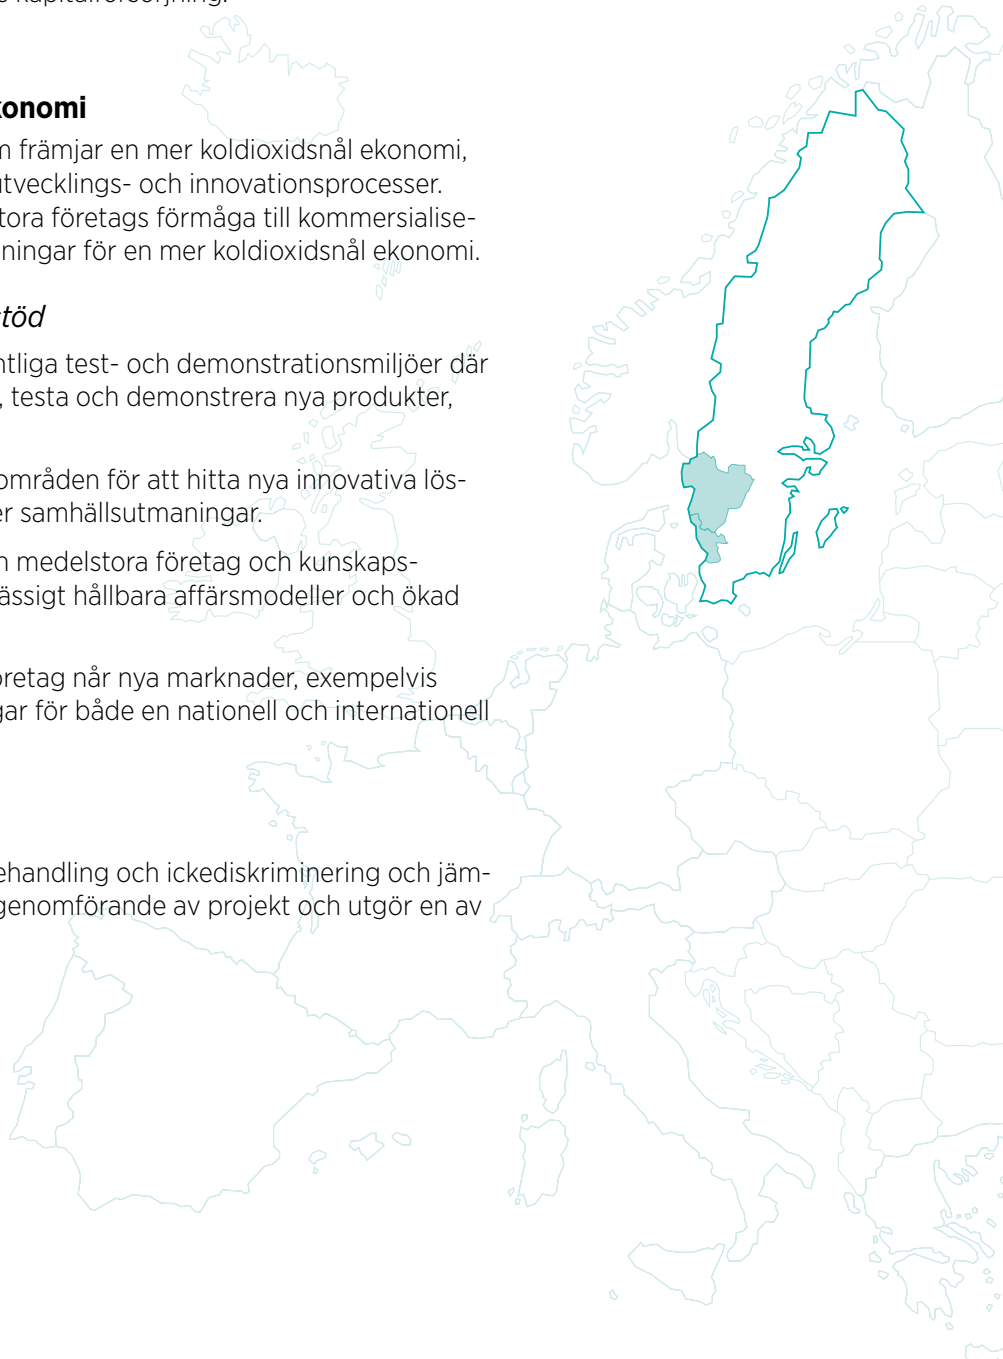 kapitalförsörjning.
konomi
m främjar en mer koldioxidsnål ekonomi,
utvecklings- och innovationsprocesser.
tora företags förmåga till kommersialise-
ningar för en mer koldioxidsnål ekonomi.
stöd
ntliga test- och demonstrationsmiljöer där
, testa och demonstrera nya produkter,
områden för att hitta nya innovativa lös-
er samhällsutmaningar.
h medelstora företag och kunskaps-
ässigt hållbara affärsmodeller och ökad
öretag når nya marknader, exempelvis
gar för både en nationell och internationell
ehandling och ickediskriminering och jäm-
genomförande av projekt och utgör en av